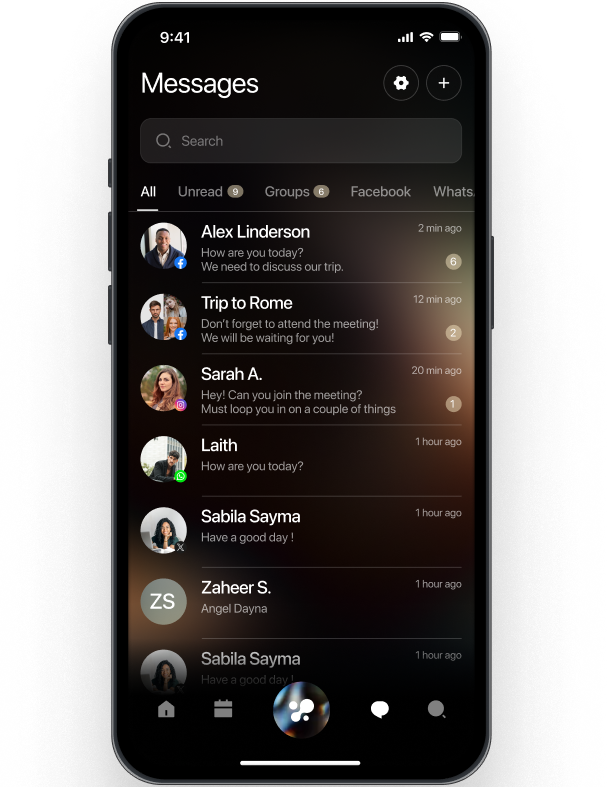 9:41
Messages
Search
All Unread 9 Groups 6 Facebook Whats.
Alex Linderson 2 min ago
How are you today?
We need to discuss our trip. 6
Trip to Rome 12 min ago
Don't forget to attend the meeting!
We will be waiting for you! 2
Sarah A. 20 min ago
Hey! Can you join the meeting?
Must loop you in on a couple of things 1
Laith 1 hour ago
How are you today?
Sabila Sayma 1 hour ago
Have a good day !
ZS
Zaheer S. 1 hour ago
Angel Dayna
Sabila Sayma 1 hour ago
Have a good day !